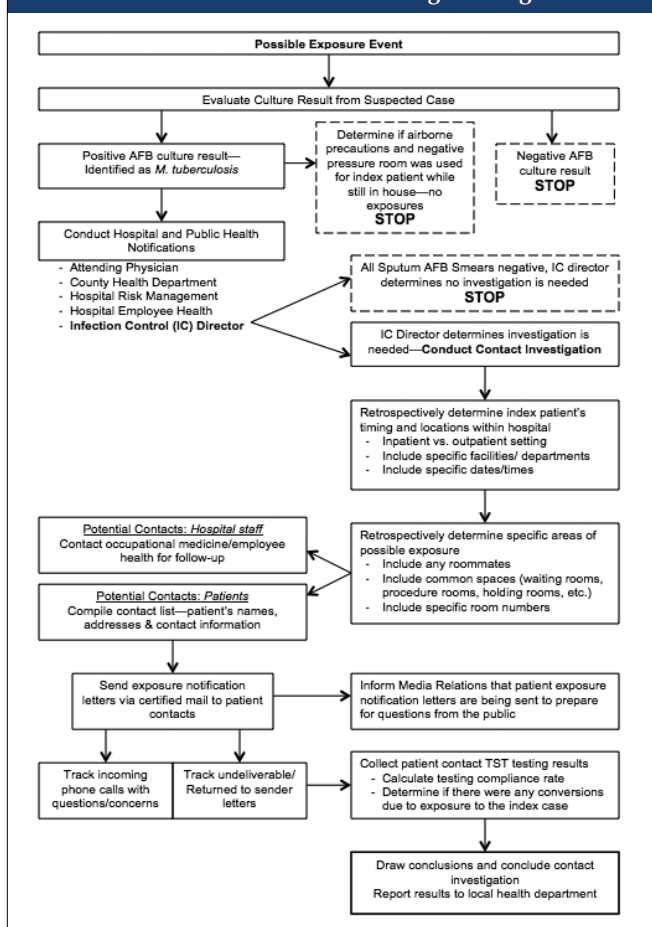 Possible Exposure Event
Evaluate Culture Result from Suspected Case
Positive AFB culture result—
Identified as M. tuberculosis
Determine if airborne
precautions and negative
pressure room was used
for index patient while
still in house—no
exposures
STOP
Negative AFB
culture result
STOP
Conduct Hospital and Public Health
Notifications
- Attending Physician
- County Health Department
- Hospital Risk Management
- Hospital Employee Health
- Infection Control (IC) Director
All Sputum AFB Smears negative, IC director
determines no investigation is needed
STOP
IC Director determines investigation is
needed—Conduct Contact Investigation
Retrospectively determine index patient's
timing and locations within hospital
- Inpatient vs. outpatient setting
- Include specific facilities/ departments
- Include specific dates/times
Potential Contacts: Hospital staff
Contact occupational medicine/employee
health for follow-up
Retrospectively determine specific areas of
possible exposure
- Include any roommates
- Include common spaces (waiting rooms,
procedure rooms, holding rooms, etc.)
- Include specific room numbers
Potential Contacts: Patients
Compile contact list—patient's names,
addresses & contact information
Send exposure notification
letters via certified mail to patient
contacts
Inform Media Relations that patient exposure
notification letters are being sent to prepare
for questions from the public
Track incoming
phone calls with
questions/concerns
Track undeliverable/
Returned to sender
letters
Collect patient contact TST testing results
- Calculate testing compliance rate
- Determine if there were any conversions
due to exposure to the index case
Draw conclusions and conclude contact
investigation
Report results to local health department